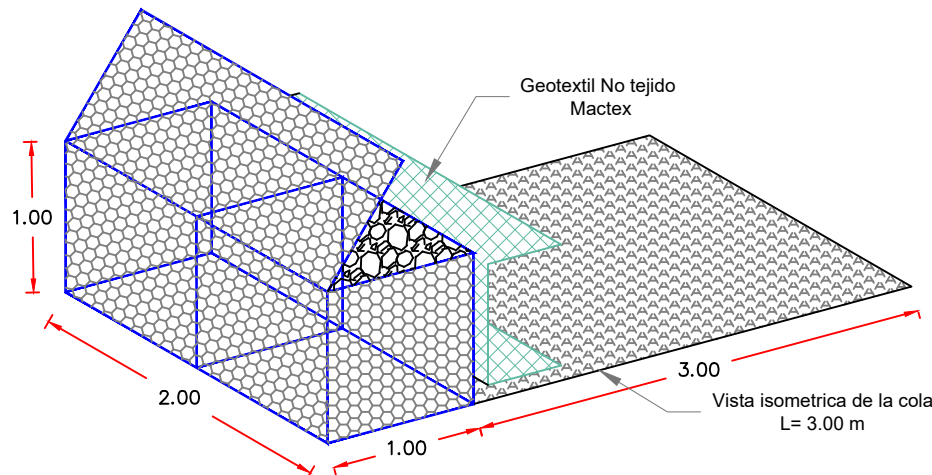 Geotextil No tejido
Mactex
1.00
2.00
1.00
3.00
Vista isometrica de la cola
L= 3.00 m